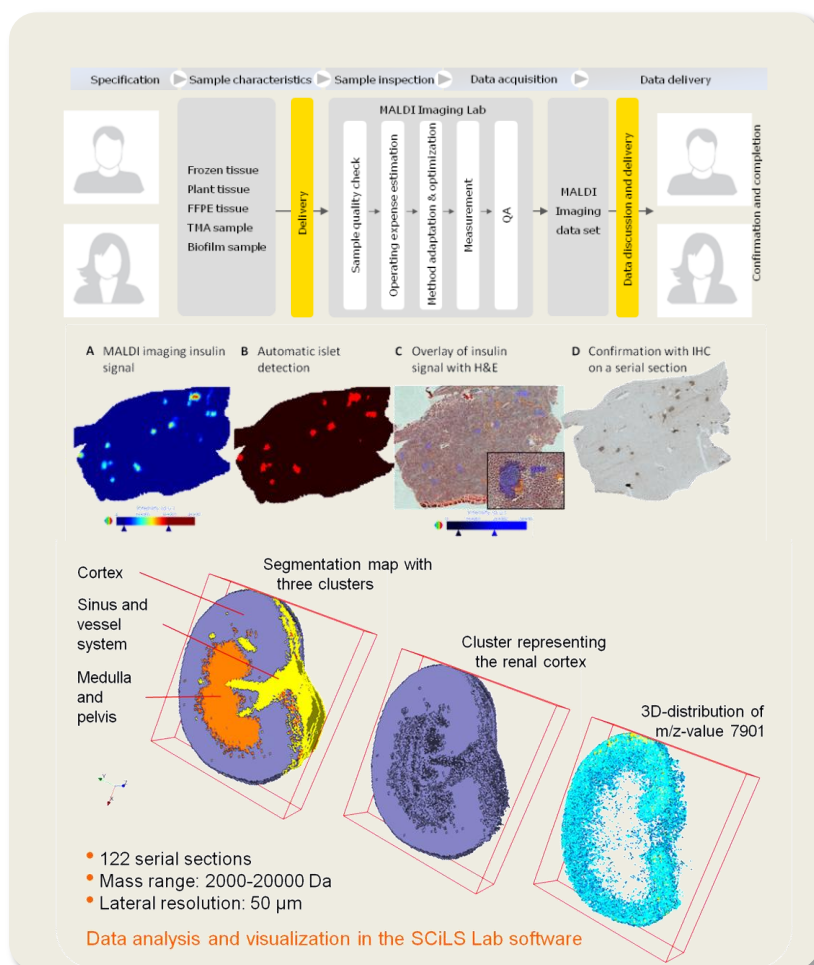 Specification
Sample characteristics
Sample inspection
Data acquisition
Data delivery
Frozen tissue
Plant tissue
FFPE tissue
TMA sample
Biofilm sample
Delivery
MALDI Imaging Lab
Sample quality check
Operating expense estimation
Method adaptation & optimization
Measurement
QA
MALDI
Imaging
data set
Data discussion and delivery
Confirmation and completion
A MALDI imaging insulin
signal
B Automatic islet
detection
C Overlay of insulin
signal with H&E
D Confirmation with IHC
on a serial section
Segmentation map with
three clusters
Cortex
Sinus and
vessel
system
Medulla
and
pelvis
Cluster representing
the renal cortex
3D-distribution of
m/z-value 7901
• 122 serial sections
• Mass range: 2000-20000 Da
• Lateral resolution: 50 µm
Data analysis and visualization in the SCiLS Lab software